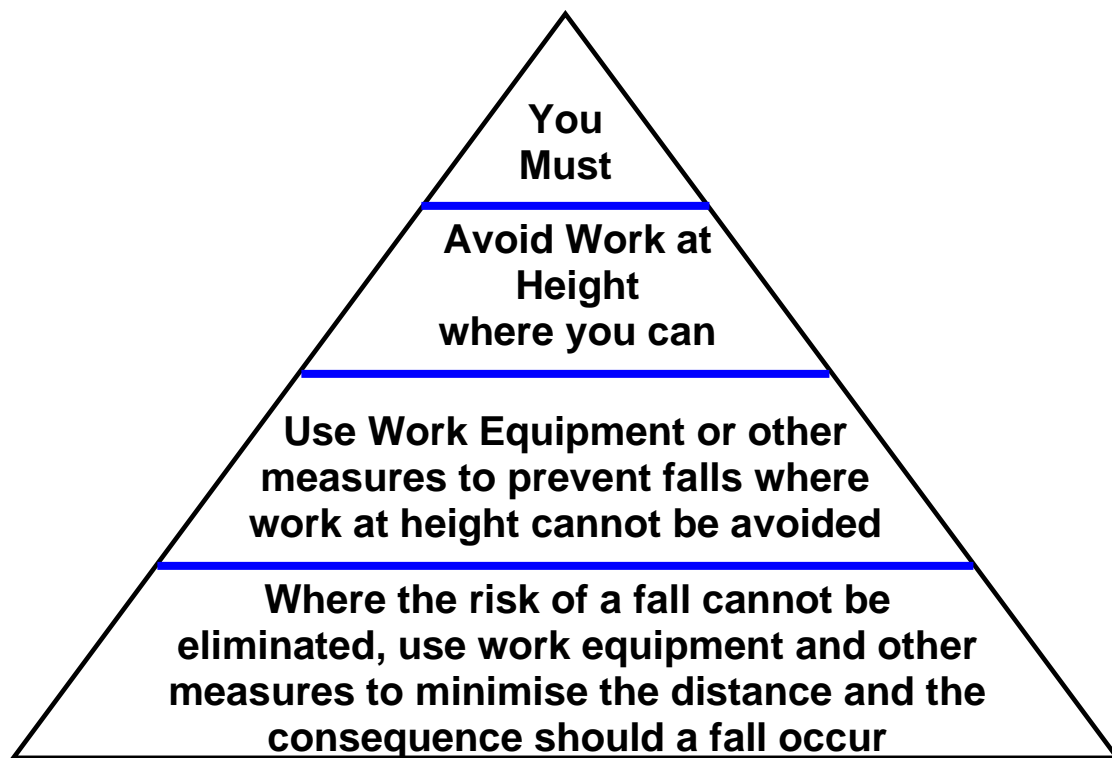 You
Must
Avoid Work at
Height
where you can
Use Work Equipment or other
measures to prevent falls where
work at height cannot be avoided
Where the risk of a fall cannot be
eliminated, use work equipment and other
measures to minimise the distance and the
consequence should a fall occur